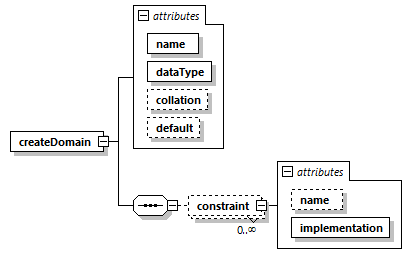 attributes
name
dataType
collation
default
createDomain
constraint
0..∞
attributes
name
implementation